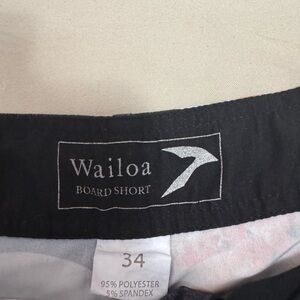 Wailoa
BOARD SHORT
34
95% POLYESTER
5% SPANDEX